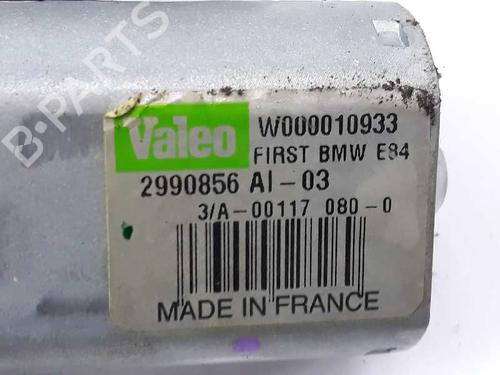 B-PARTS
Valeo W000010933
FIRST BMW E84
2990856 AI-03
3/A-00117 080-0
MADE IN FRANCE